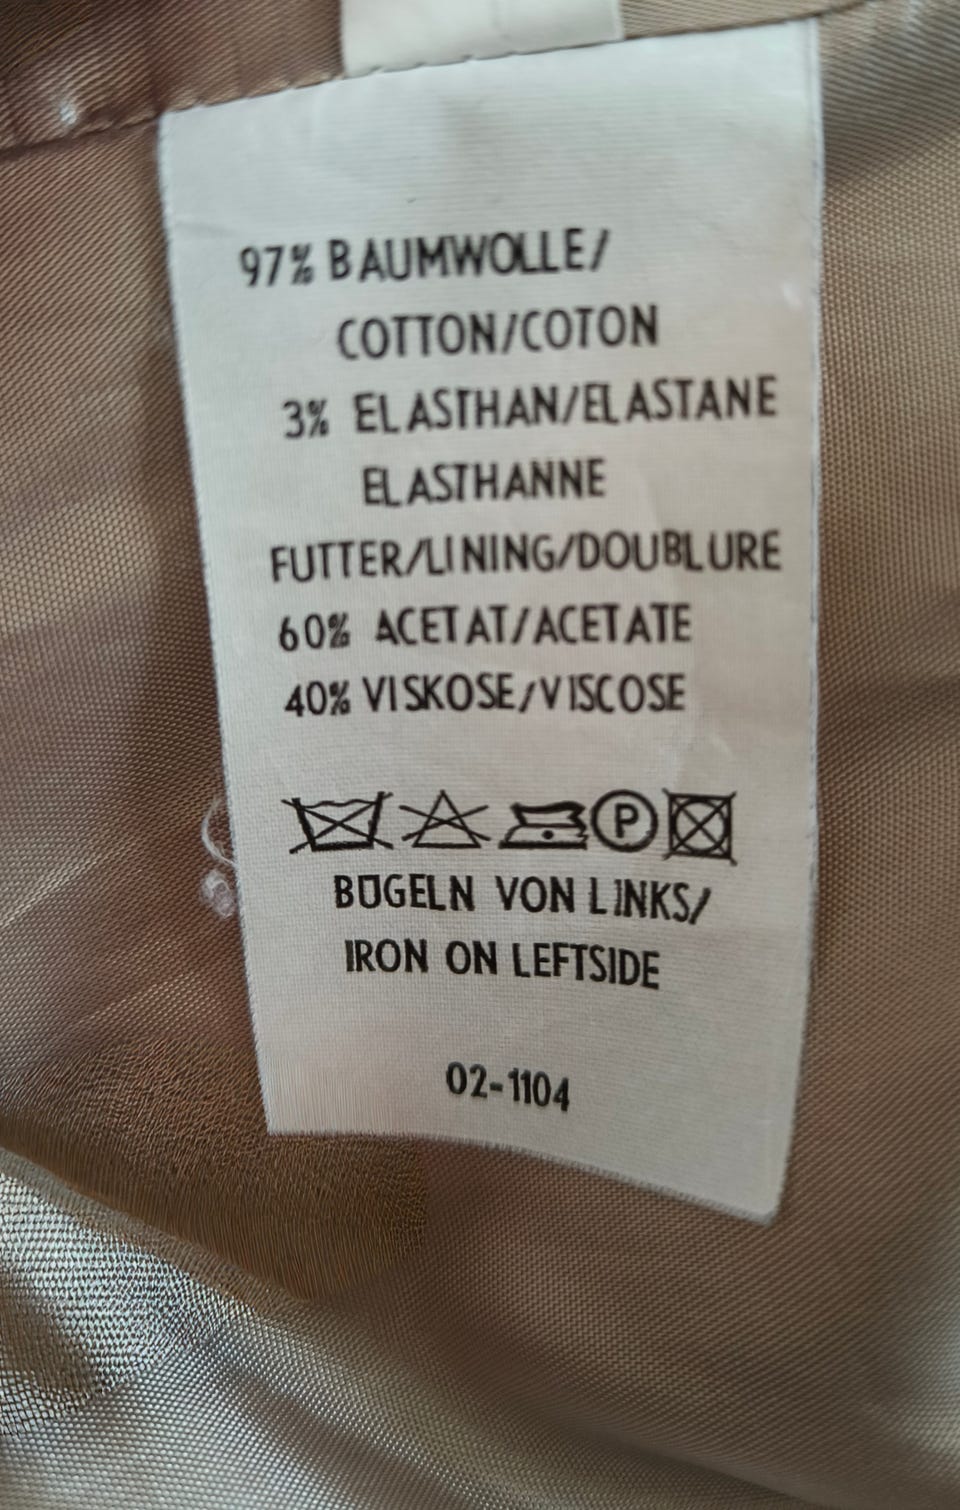 97% BAUMWOLLE/
COTTON/COTON
3% ELASTHAN/ELASTANE
ELASTHANNE
FUTTER/LINING/DOUBLURE
60% ACETAT/ACETATE
40% VISKOSE/VISCOSE
P
BÜGELN VON LINKS/
IRON ON LEFTSIDE
02-1104